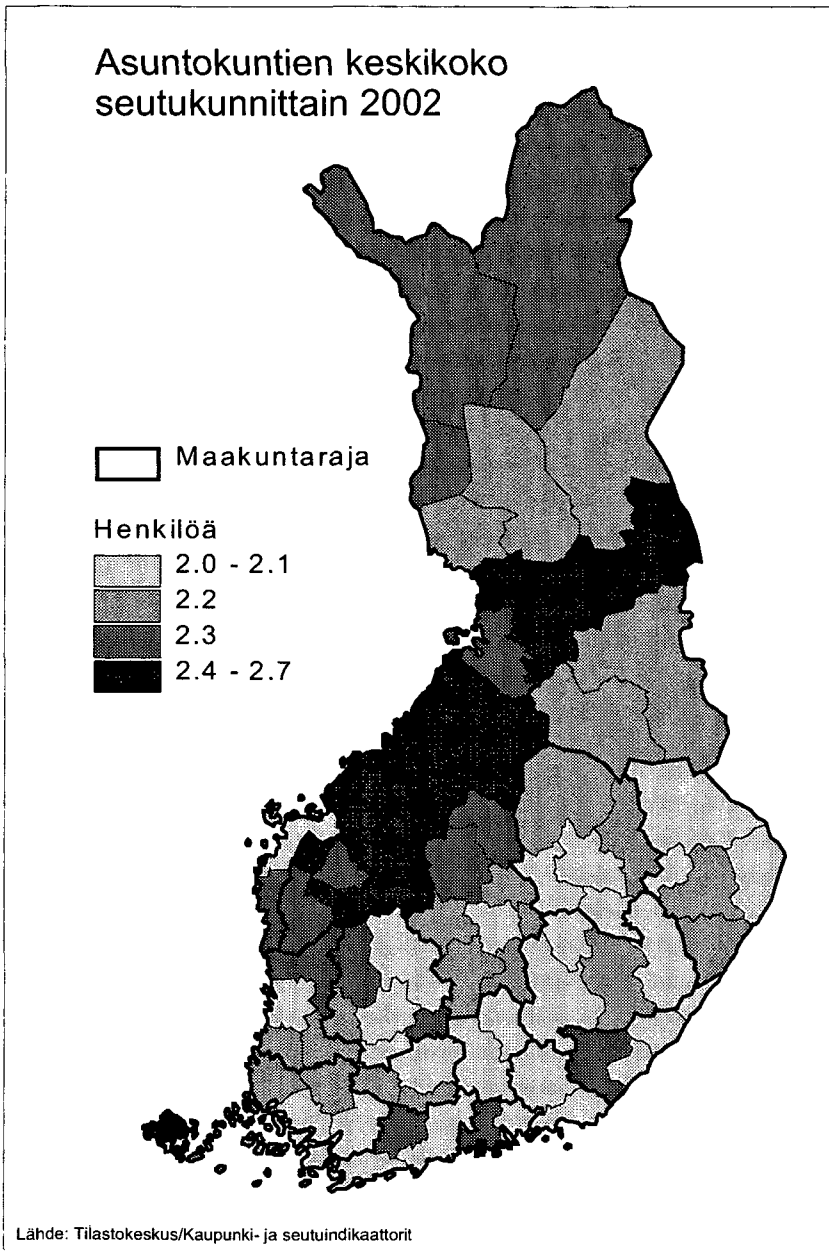 Asuntokuntien keskikoko
seutukunnittain 2002
Maakuntaraja
Henkilöä
2.0 - 2.1
2.2
2.3
2.4 - 2.7
Lähde: Tilastokeskus/Kaupunki- ja seutuindikaattorit